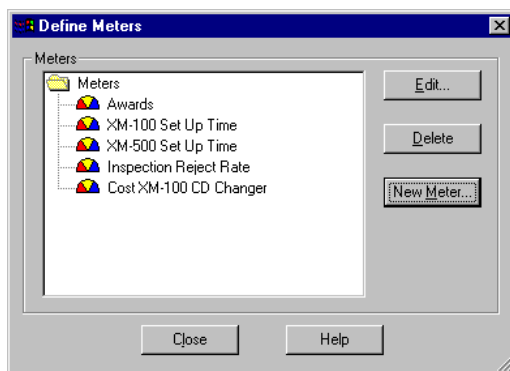 Define Meters
Meters
Meters
Awards
XM-100 Set Up Time
XM-500 Set Up Time
Inspection Reject Rate
Cost XM-100 CD Changer
Edit...
Delete
New Meter...
Close
Help